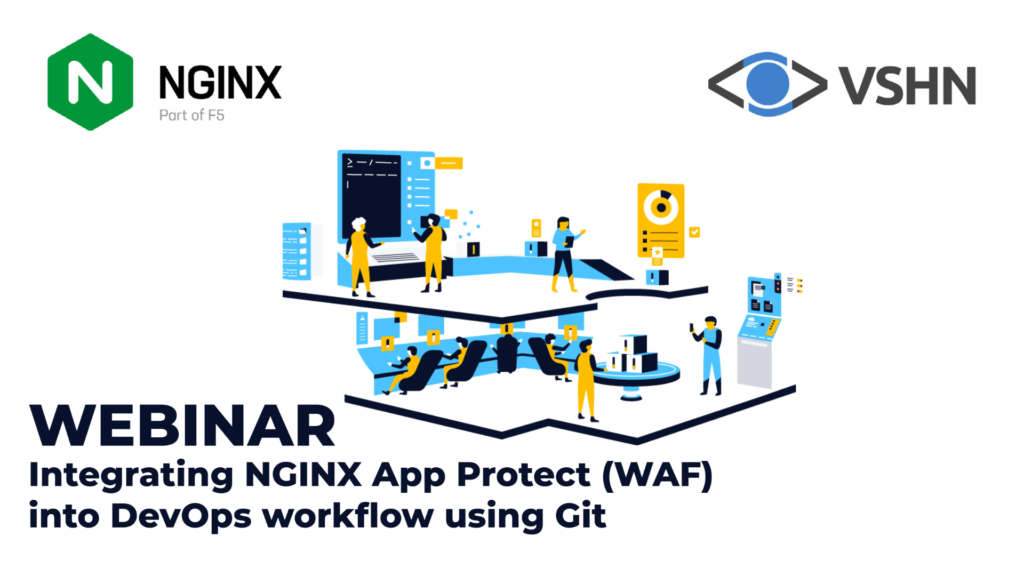 NGINX
Part of F5
VSHN
WEBINAR
Integrating NGINX App Protect (WAF)
into DevOps workflow using Git